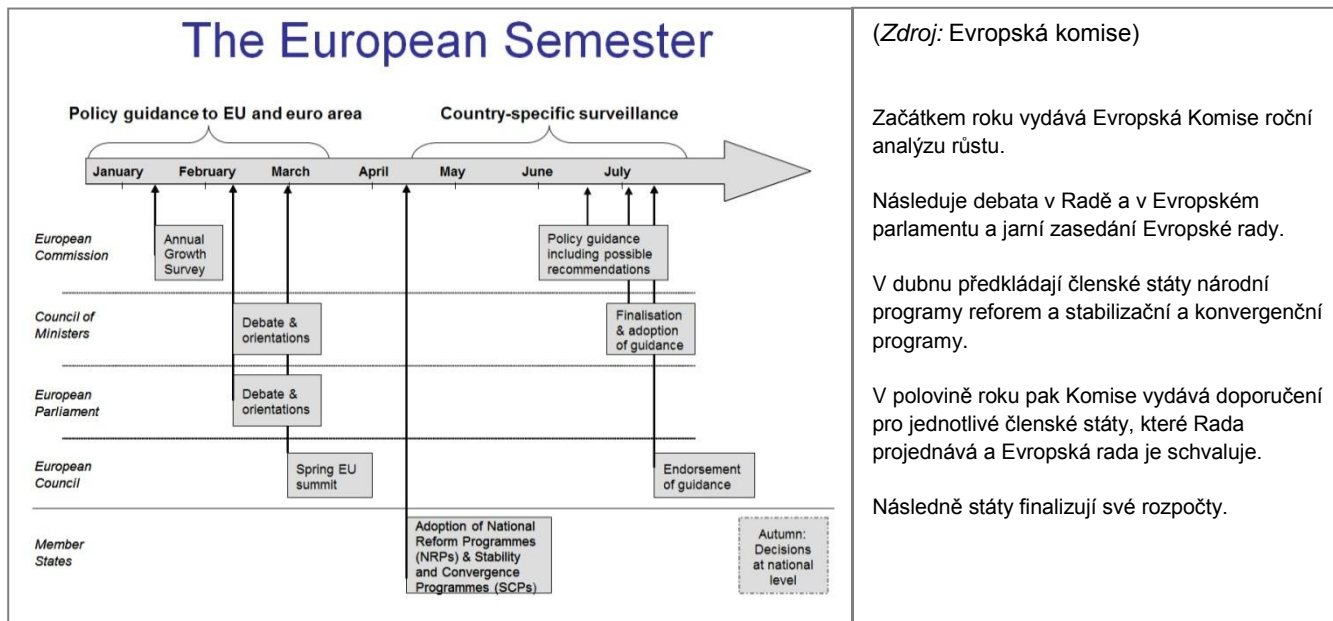 The European Semester
Policy guidance to EU and euro area
Country-specific surveillance
January February March April May June July
European
Commission
Annual
Growth
Survey
Policy guidance
including possible
recommendations
Council of
Ministers
Debate &
orientations
Finalisation
& adoption
of guidance
European
Parliament
Debate &
orientations
European
Council
Spring EU
summit
Endorsement
of guidance
Member
States
Adoption of National
Reform Programmes
(NRPs) & Stability
and Convergence
Programmes (SCPs)
Autumn:
Decisions
at national
level
(Zdroj: Evropská komise)
Začátkem roku vydává Evropská Komise roční
analýzu růstu.
Následuje debata v Radě a v Evropském
parlamentu a jarní zasedání Evropské rady.
V dubnu předkládají členské státy národní
programy reforem a stabilizační a konvergenční
programy.
V polovině roku pak Komise vydává doporučení
pro jednotlivé členské státy, které Rada
projednává a Evropská rada je schvaluje.
Následně státy finalizují své rozpočty.